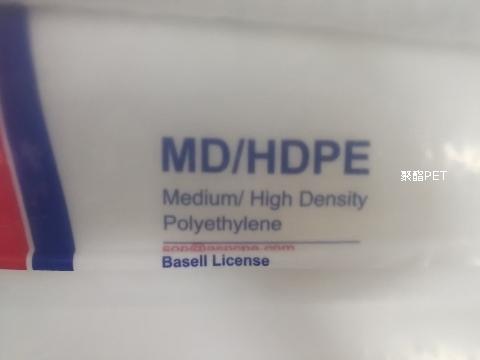 MD/HDPE
Medium/ High Density
Polyethylene
Basell License
聚酯PET